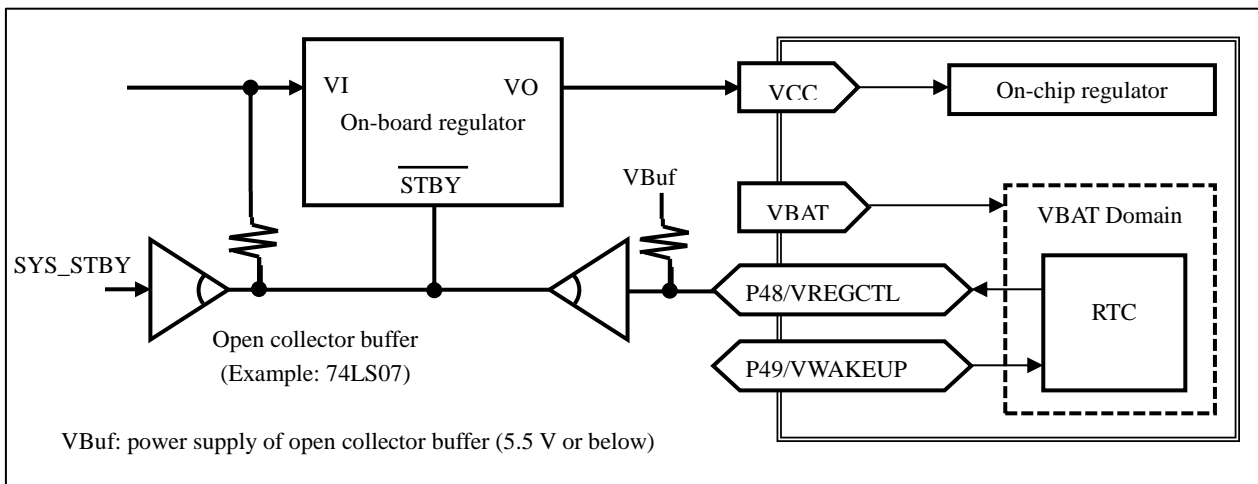 VI
VO
On-board regulator
STBY
VCC
On-chip regulator
VBuf
VBAT
VBAT Domain
SYS_STBY
P48/VREGCTL
RTC
Open collector buffer
(Example: 74LS07)
P49/VWAKEUP
VBuf: power supply of open collector buffer (5.5 V or below)